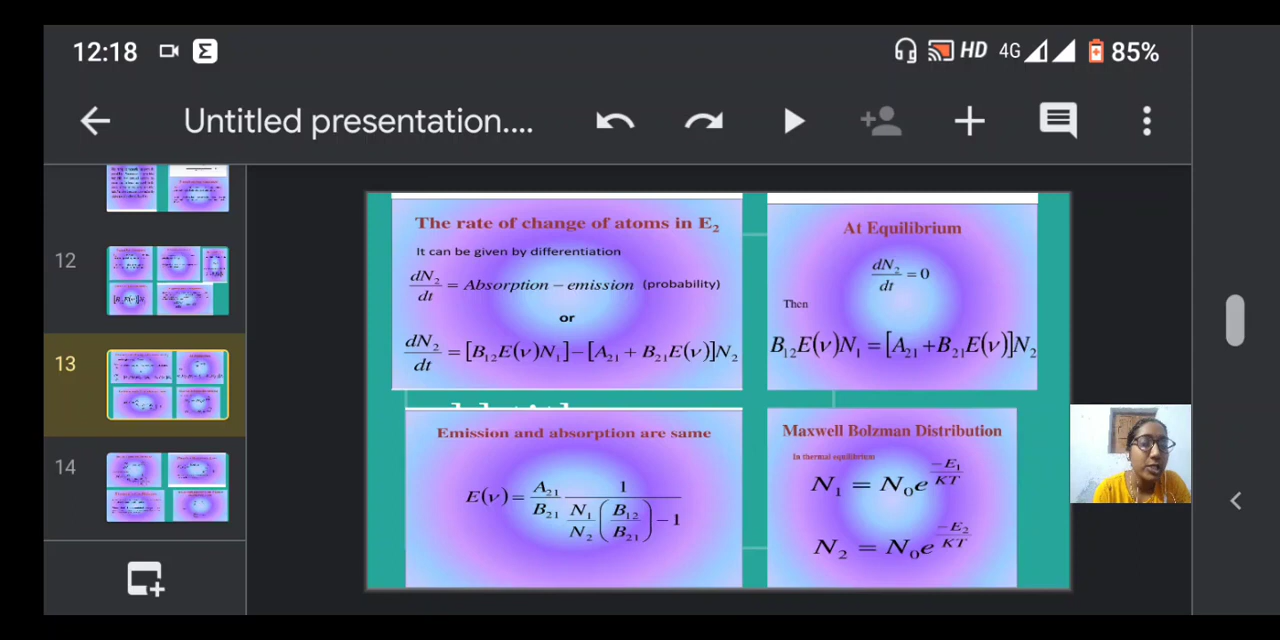 12:18 Σ HD 4G 85%
Untitled presentation....
12
13
14
The rate of change of atoms in E₂
It can be given by differentiation
dN₂/dt = Absorption − emission (probability)
or
dN₂/dt = [B₁₂E(ν)N₁] − [A₂₁ + B₂₁E(ν)]N₂
At Equilibrium
dN₂/dt = 0
Then
B₁₂E(ν)N₁ = [A₂₁ + B₂₁E(ν)]N₂
Emission and absorption are same
E(ν) = A₂₁/B₂₁ 1/(N₁/N₂ (B₁₂/B₂₁) − 1)
Maxwell Bolzman Distribution
In thermal equilibrium
N₁ = N₀e^(−E₁/KT)
N₂ = N₀e^(−E₂/KT)